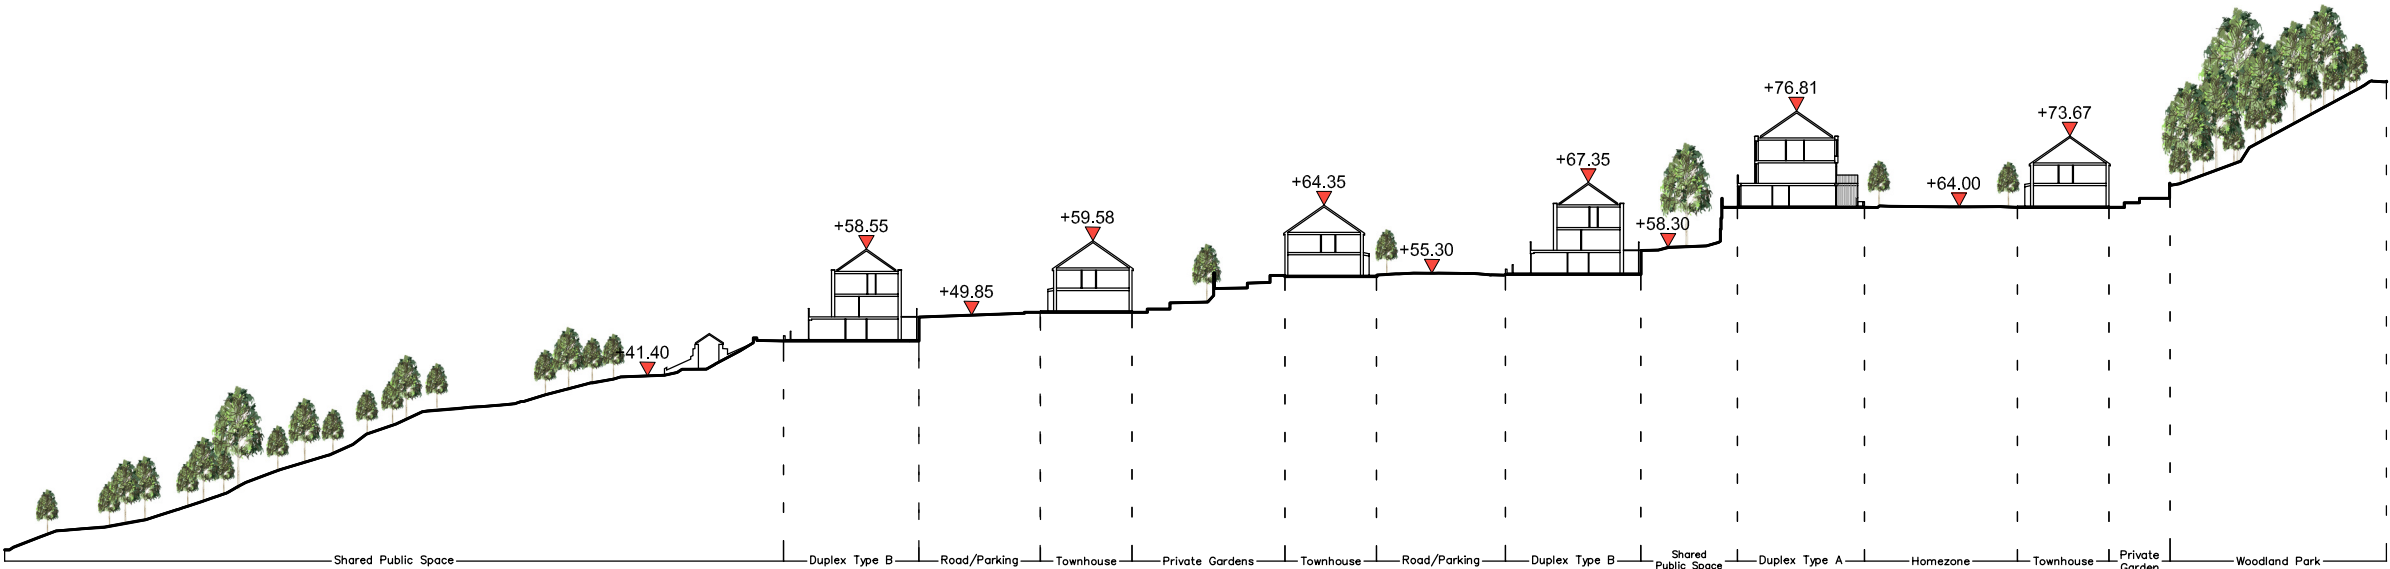 +76.81
+73.67
+67.35
+64.35
+64.00
+59.58
+58.55
+58.30
+55.30
+49.85
+41.40
Shared Public Space
Duplex Type B
Road/Parking
Townhouse
Private Gardens
Townhouse
Road/Parking
Duplex Type B
Shared
Public Space
Duplex Type A
Homezone
Townhouse
Private
Garden
Woodland Park